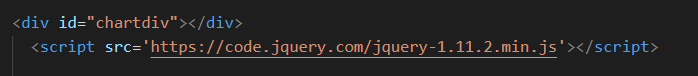 <div id="chartdiv"></div>
<script src='https://code.jquery.com/jquery-1.11.2.min.js'></script>